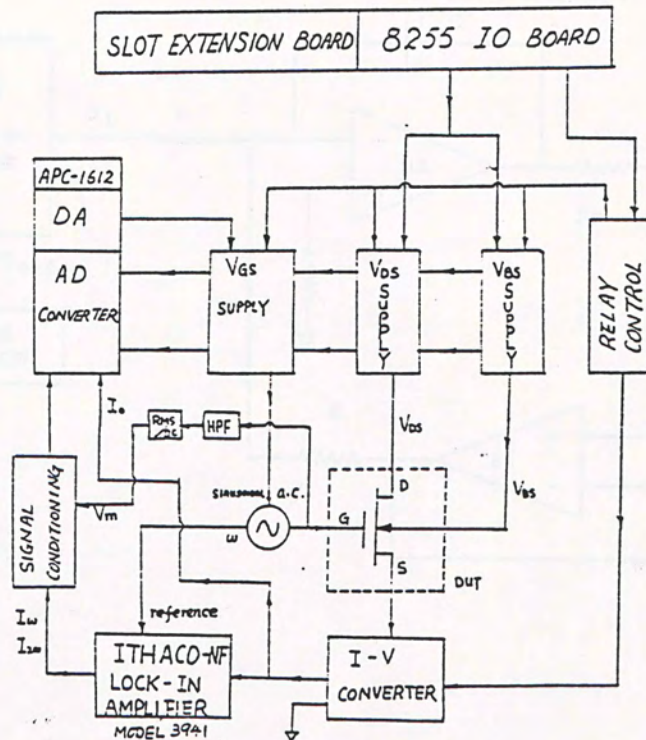 SLOT EXTENSION BOARD
8255 IO BOARD
APC-1612
DA
AD
CONVERTER
VGS
SUPPLY
VDS
SUPPLY
VBS
SUPPLY
RELAY
CONTROL
Io
RMS
/DC
HPF
VDS
VBS
SIGNAL
CONDITIONING
Vm
SINUSOIDAL a.c.
ω
G
D
S
DUT
reference
Iω
I2ω
ITHACO-NF
LOCK-IN
AMPLIFIER
MODEL 3941
I-V
CONVERTER